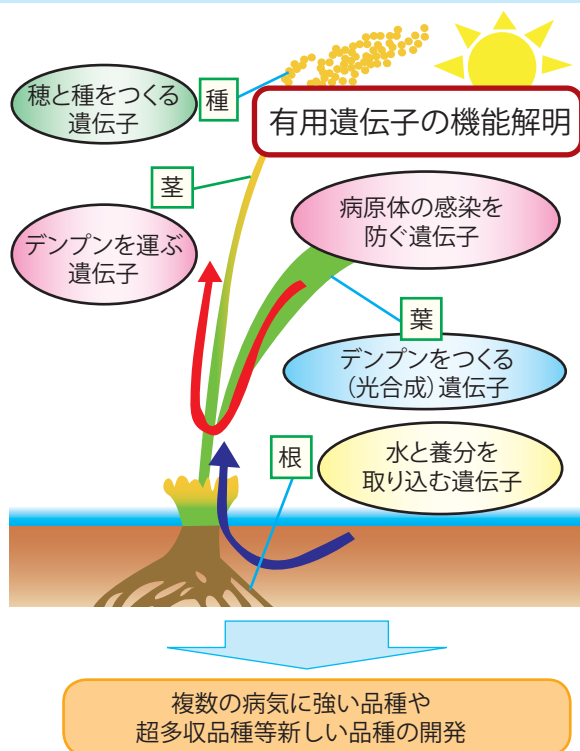 穂と種をつくる
遺伝子
種
有用遺伝子の機能解明
茎
病原体の感染を
防ぐ遺伝子
デンプンを運ぶ
遺伝子
葉
デンプンをつくる
(光合成)遺伝子
根
水と養分を
取り込む遺伝子
複数の病気に強い品種や
超多収品種等新しい品種の開発